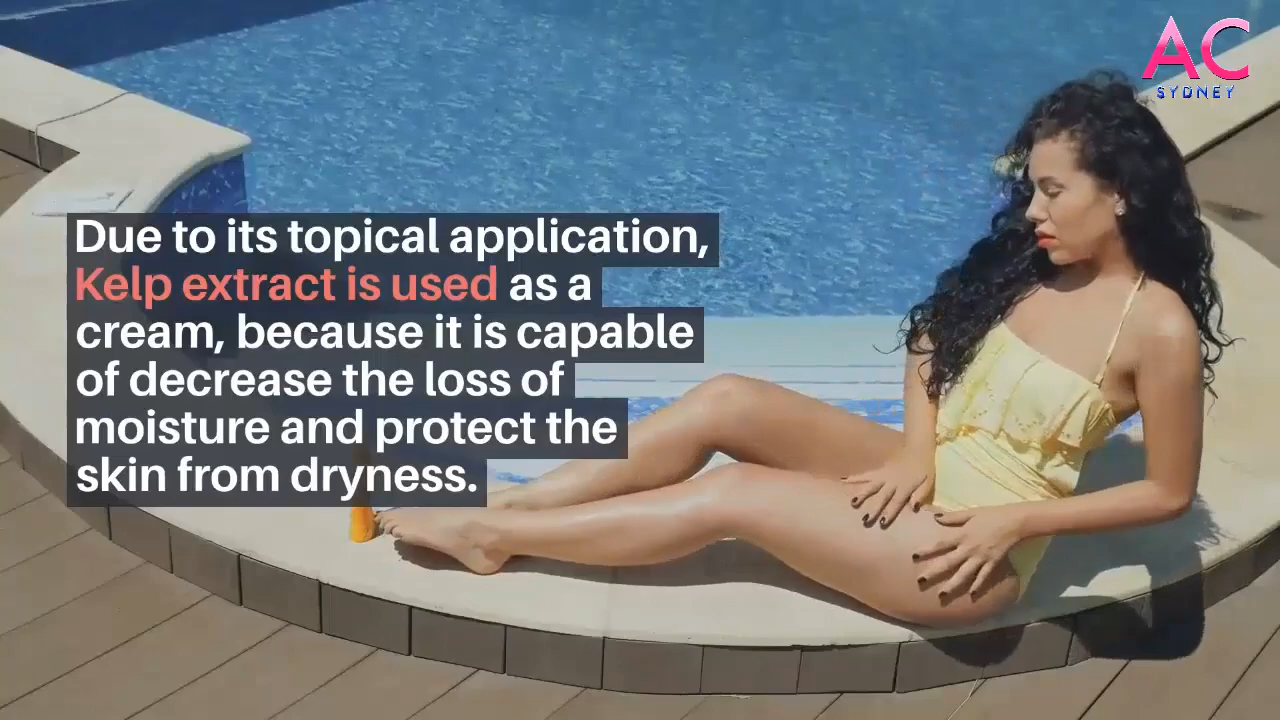 AC
SYDNEY
Due to its topical application,
Kelp extract is used as a
cream, because it is capable
of decrease the loss of
moisture and protect the
skin from dryness.